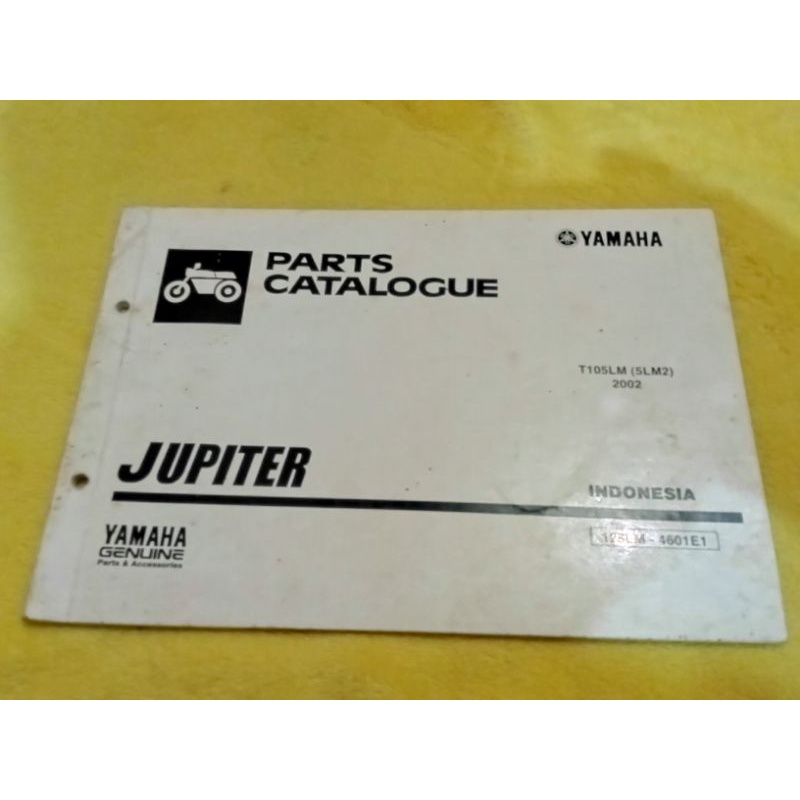 YAMAHA
PARTS
CATALOGUE
T105LM (5LM2)
2002
JUPITER
INDONESIA
YAMAHA
GENUINE
Parts & Accessories